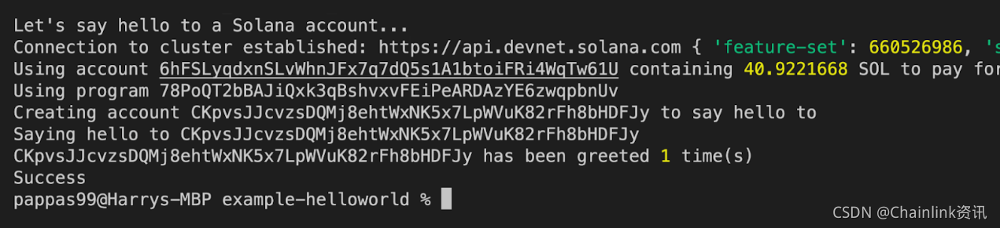 Let's say hello to a Solana account...
Connection to cluster established: https://api.devnet.solana.com { 'feature-set': 660526986, 's
Using account 6hFSLyqdxnSLvWhnJFx7q7dQ5s1A1btoiFRi4WqTw61U containing 40.9221668 SOL to pay for
Using program 78PoQT2bBAJiQxk3qBshvxvFEiPeARDAzYE6zwqpbnUv
Creating account CKpvsJJcvzsDQMj8ehtWxNK5x7LpWVuK82rFh8bHDFJy to say hello to
Saying hello to CKpvsJJcvzsDQMj8ehtWxNK5x7LpWVuK82rFh8bHDFJy
CKpvsJJcvzsDQMj8ehtWxNK5x7LpWVuK82rFh8bHDFJy has been greeted 1 time(s)
Success
pappas99@Harrys-MBP example-helloworld %
CSDN @Chainlink资讯